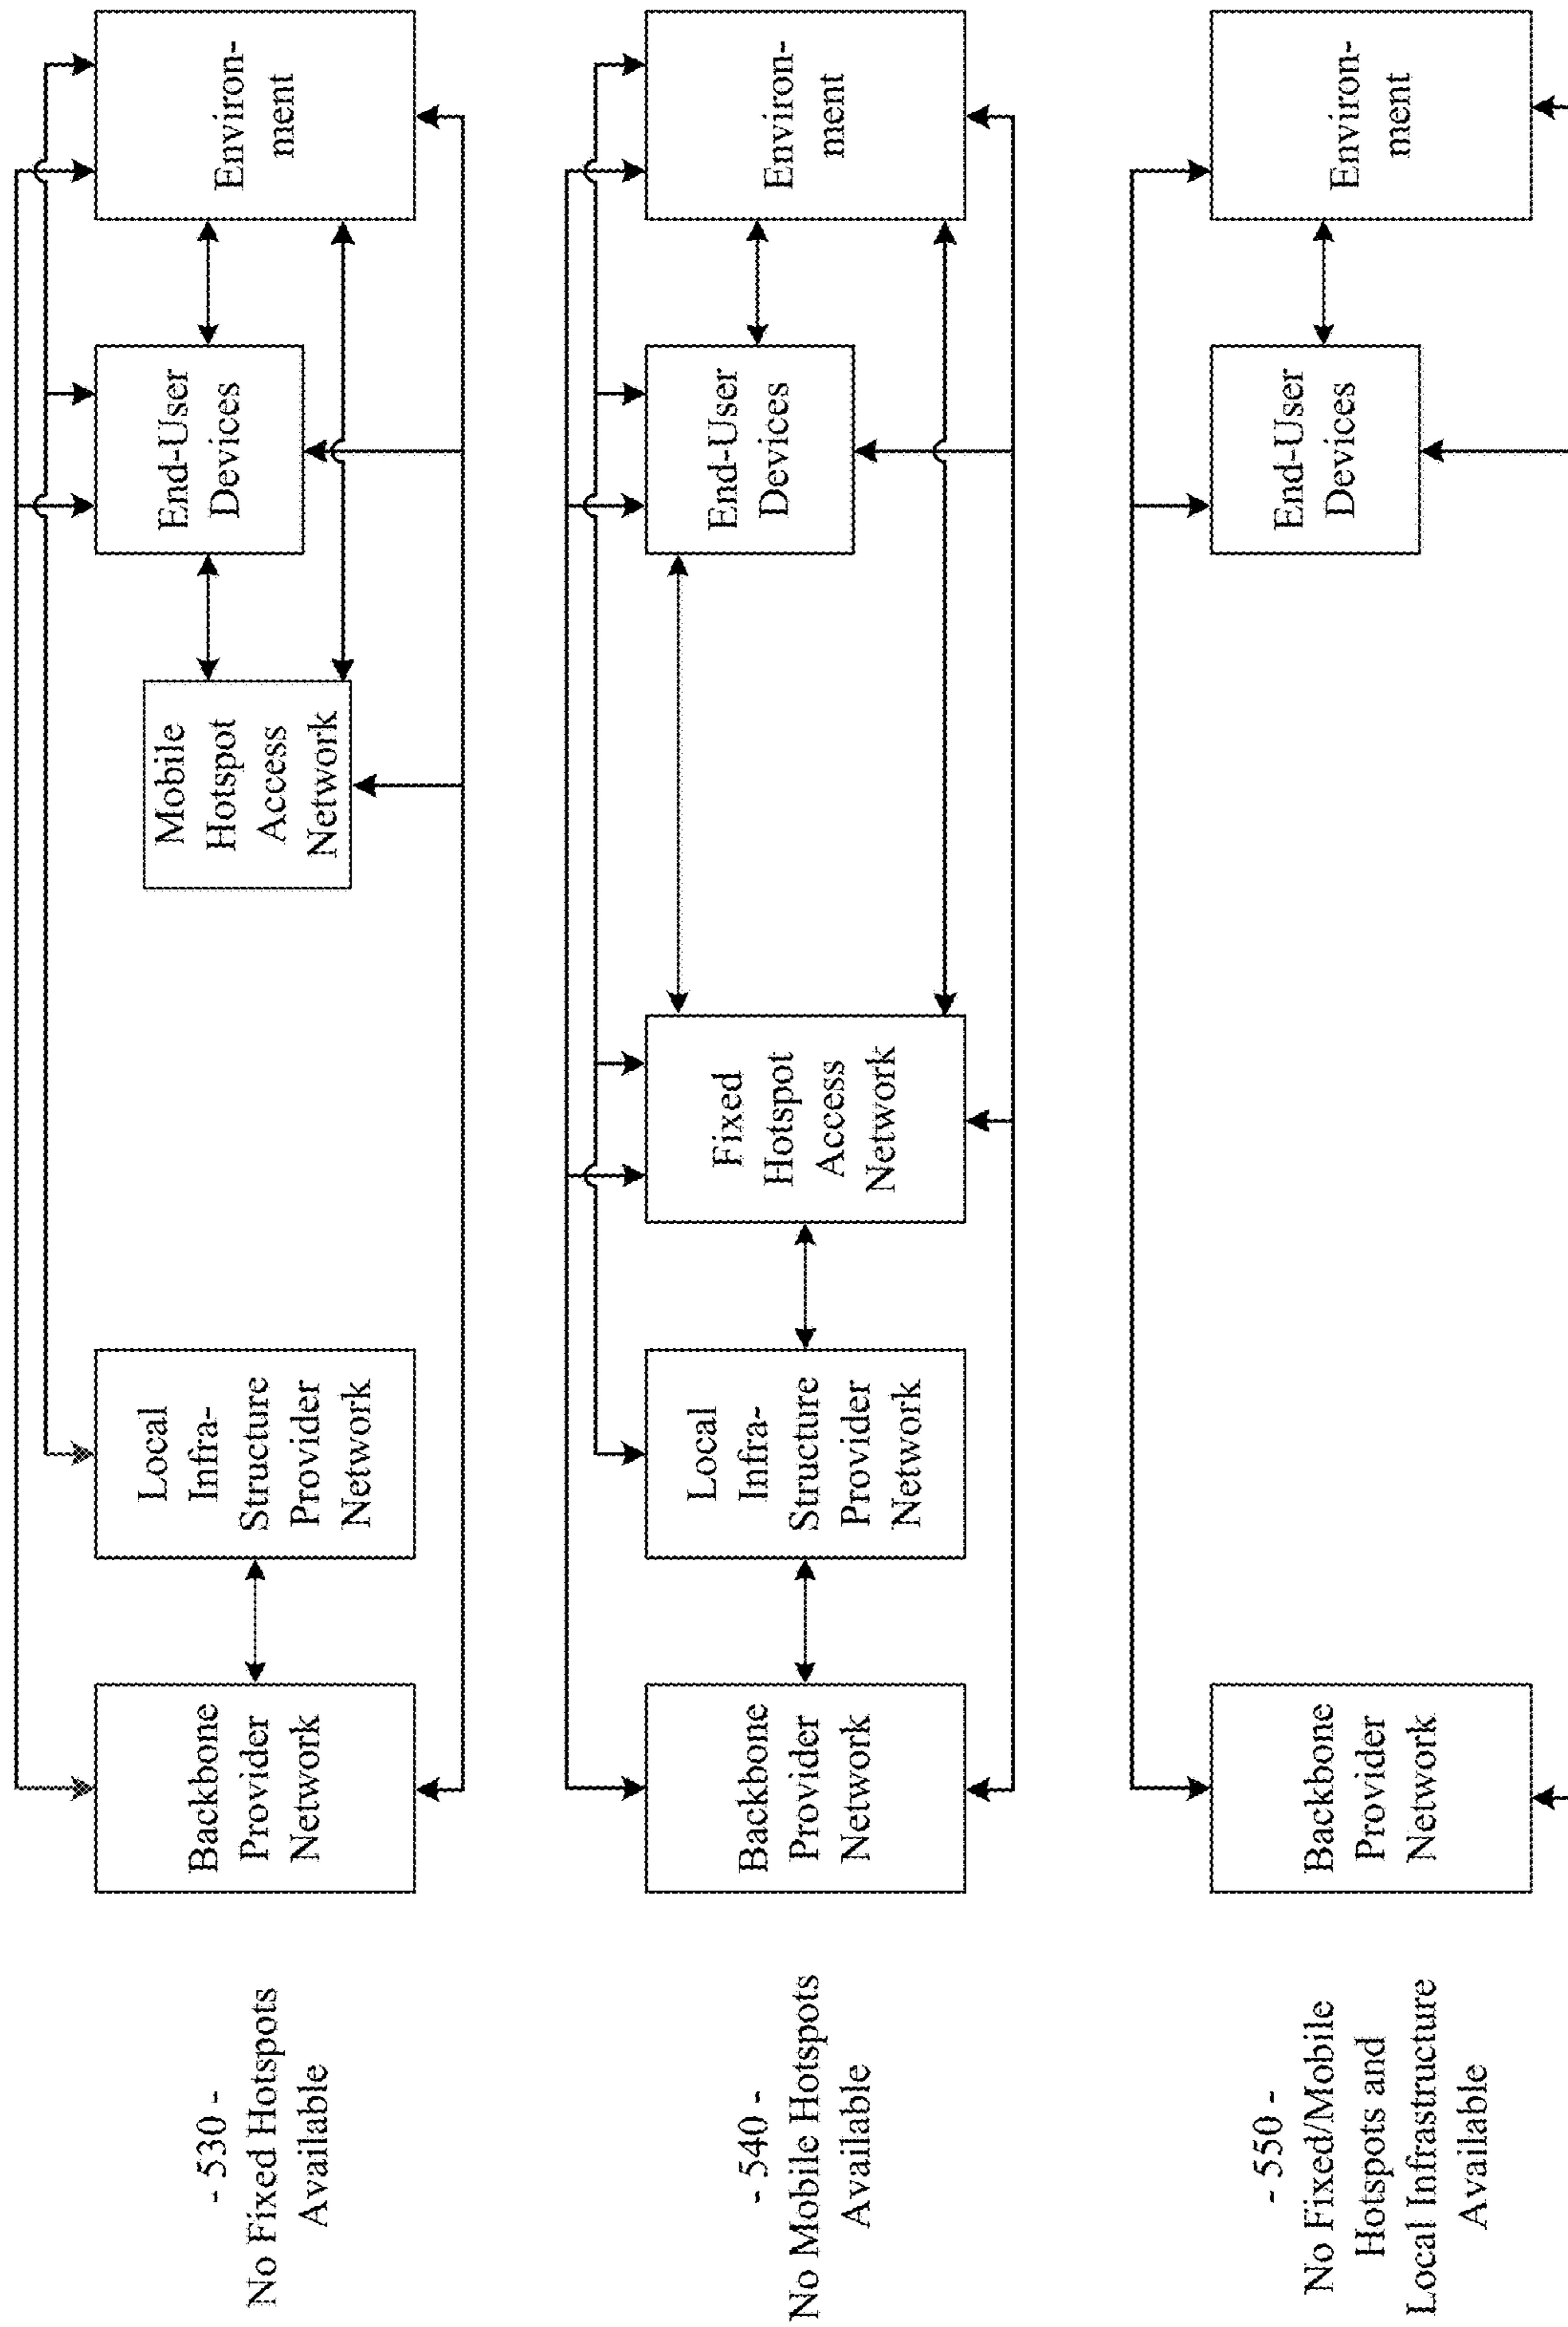 - 530 -
No Fixed Hotspots
Available
Backbone
Provider
Network
Local
Infra-
Structure
Provider
Network
Mobile
Hotspot
Access
Network
End-User
Devices
Environ-
ment
- 540 -
No Mobile Hotspots
Available
Backbone
Provider
Network
Local
Infra-
Structure
Provider
Network
Fixed
Hotspot
Access
Network
End-User
Devices
Environ-
ment
- 550 -
No Fixed/Mobile
Hotspots and
Local Infrastructure
Available
Backbone
Provider
Network
End-User
Devices
Environ-
ment